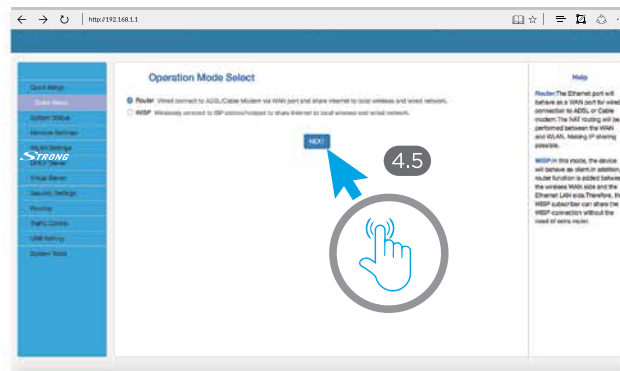 http://192.168.1.1
Operation Mode Select
Router Wired connect to ADSL/Cable Modem via WAN port and share internet to local wireless and wired network.
WISP Wirelessly connect to ISP station/hotspot to share internet to local wireless and wired network.
NEXT
4.5
Quick Setup
System Status
Network Settings
WLAN Settings
STRONG
DHCP Server
Virtual Server
Security Settings
Routing
Traffic Control
USB Setting
System Tools
Help
Router:The Ethernet port will
behave as a WAN port for wired
connection to ADSL or Cable
modem.The NAT routing will be
performed between the WAN
and WLAN. Making IP sharing
possible.
WISP:In this mode, the device
will behave as client.In addition,
router function is added between
the wireless WAN side and the
Ethernet LAN side.Therefore, the
WISP subscriber can share the
WISP connection without the
need of extra router.